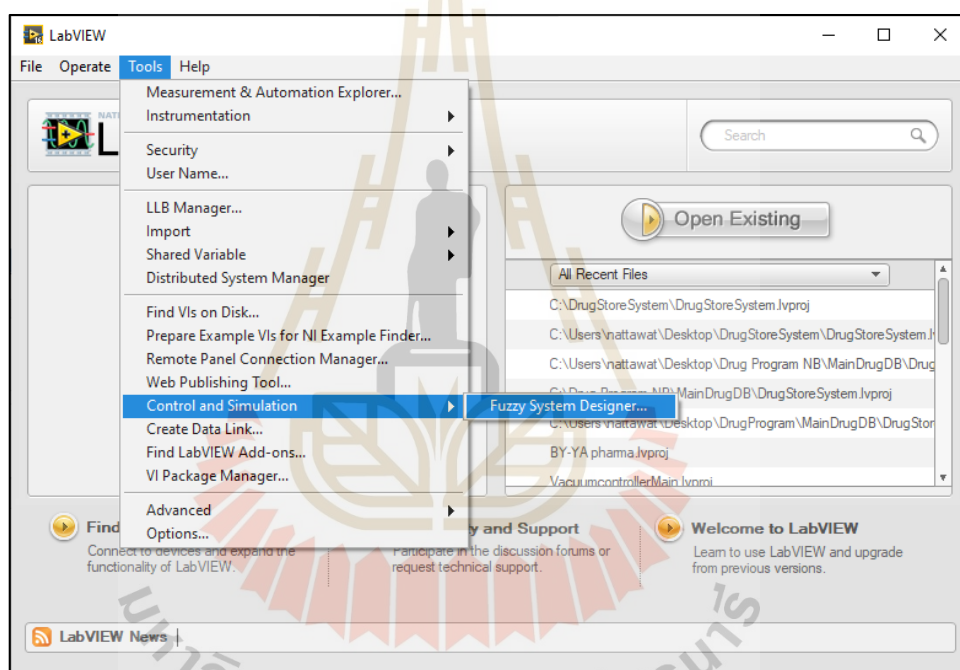 LabVIEW
File Operate Tools Help
Measurement & Automation Explorer...
Instrumentation
Security
User Name...
LLB Manager...
Import
Shared Variable
Distributed System Manager
Find VIs on Disk...
Prepare Example VIs for NI Example Finder...
Remote Panel Connection Manager...
Web Publishing Tool...
Control and Simulation
Fuzzy System Designer...
Create Data Link...
Find LabVIEW Add-ons...
VI Package Manager...
Advanced
Options...
NAT
L
Search
Open Existing
All Recent Files
C:\DrugStoreSystem\DrugStoreSystem.lvproj
C:\Users\nattawat\Desktop\DrugStoreSystem\DrugStoreSystem.l
C:\Users\nattawat\Desktop\Drug Program NB\MainDrugDB\Drug
C:\Drug Program NB\MainDrugDB\DrugStoreSystem.lvproj
C:\Users\nattawat\Desktop\DrugProgram\MainDrugDB\DrugStor
BY-YA pharma.lvproj
VacuumcontrollerMain.lvproj
Find
Connect to devices and expand the
functionality of LabVIEW.
y and Support
Participate in the discussion forums or
request technical support.
Welcome to LabVIEW
Learn to use LabVIEW and upgrade
from previous versions.
LabVIEW News